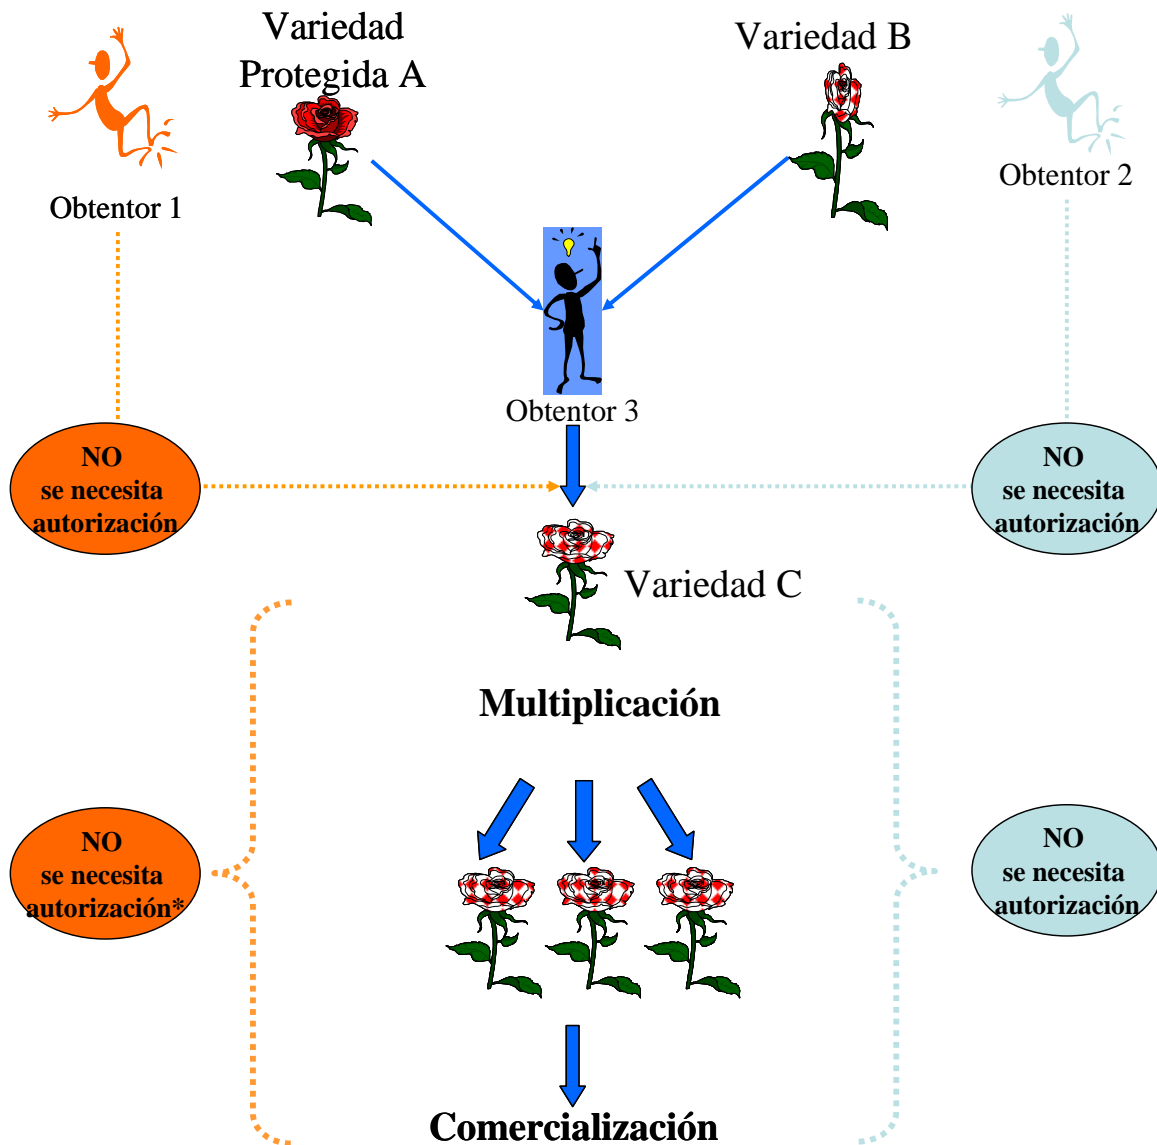 Variedad
Protegida A
Variedad B
Obtentor 1
Obtentor 2
Obtentor 3
NO
se necesita
autorización
NO
se necesita
autorización
Variedad C
Multiplicación
NO
se necesita
autorización*
NO
se necesita
autorización
Comercialización